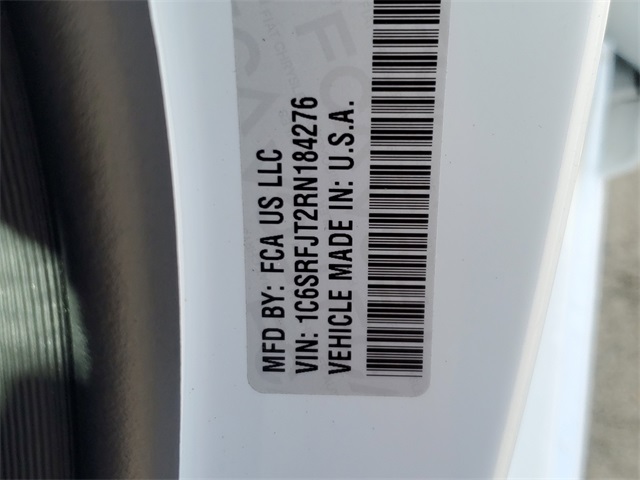 MFD BY: FCA US LLC
VIN: 1C6SRFJT2RN184276
VEHICLE MADE IN: U.S.A.